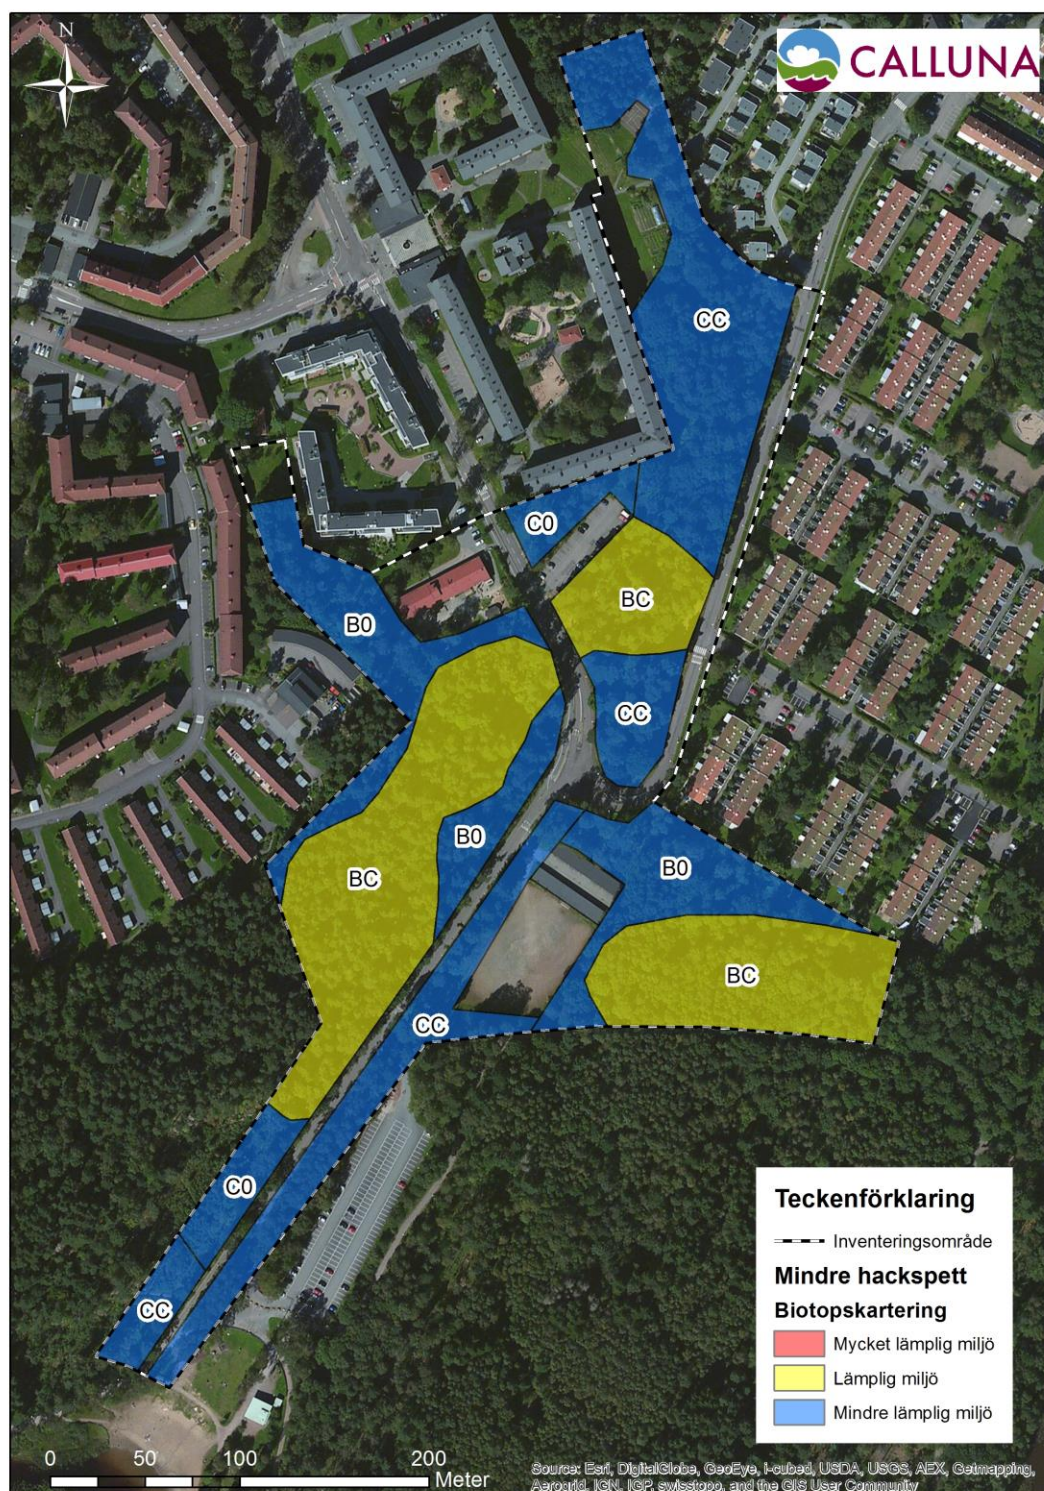 N
CALLUNA
CC
C0
BC
B0
CC
B0
BC
B0
BC
CC
C0
CC
Teckenförklaring
Inventeringsområde
Mindre hackspett
Biotopskartering
Mycket lämplig miljö
Lämplig miljö
Mindre lämplig miljö
0 50 100 200
Meter
Source: Esri, DigitalGlobe, GeoEye, i-cubed, USDA, USGS, AEX, Getmapping,
Aerogrid, IGN, IGP, swisstopo, and the GIS User Community